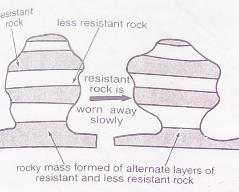 resistant
rock
less resistant rock
resistant
rock is
worn away
slowly
rocky mass formed of alternate layers of
resistant and less resistant rock